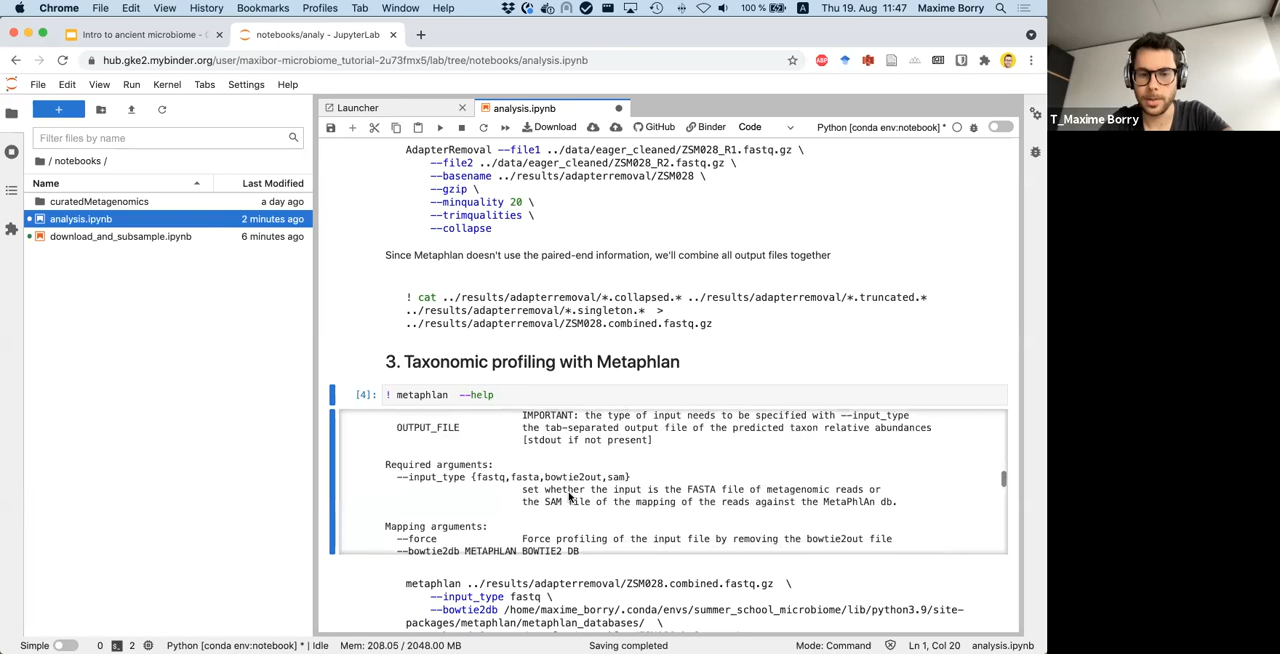 Chrome File Edit View History Bookmarks Profiles Tab Window Help 100 % Thu 19. Aug 11:47 Maxime Borry
Intro to ancient microbiome - C
notebooks/analy - JupyterLab
hub.gke2.mybinder.org/user/maxibor-microbiome_tutorial-2u73fmx5/lab/tree/notebooks/analysis.ipynb
File Edit View Run Kernel Tabs Settings Help
Filter files by name
/ notebooks /
Name Last Modified
curatedMetagenomics a day ago
analysis.ipynb 2 minutes ago
download_and_subsample.ipynb 6 minutes ago
Launcher
analysis.ipynb
Download GitHub Binder Code Python [conda env:notebook] *
AdapterRemoval --file1 ../data/eager_cleaned/ZSM028_R1.fastq.gz \
--file2 ../data/eager_cleaned/ZSM028_R2.fastq.gz \
--basename ../results/adapterremoval/ZSM028 \
--gzip \
--minquality 20 \
--trimqualities \
--collapse
Since Metaphlan doesn't use the paired-end information, we'll combine all output files together
! cat ../results/adapterremoval/*.collapsed.* ../results/adapterremoval/*.truncated.*
../results/adapterremoval/*.singleton.* >
../results/adapterremoval/ZSM028.combined.fastq.gz
3. Taxonomic profiling with Metaphlan
[4]: ! metaphlan --help
IMPORTANT: the type of input needs to be specified with --input_type
OUTPUT_FILE the tab-separated output file of the predicted taxon relative abundances
[stdout if not present]
Required arguments:
--input_type {fastq,fasta,bowtie2out,sam}
set whether the input is the FASTA file of metagenomic reads or
the SAM file of the mapping of the reads against the MetaPhlAn db.
Mapping arguments:
--force Force profiling of the input file by removing the bowtie2out file
--bowtie2db METAPHLAN BOWTIE2 DB
metaphlan ../results/adapterremoval/ZSM028.combined.fastq.gz \
--input_type fastq \
--bowtie2db /home/maxime_borry/.conda/envs/summer_school_microbiome/lib/python3.9/site-
packages/metaphlan/metaphlan_databases/ \
Simple 0 2 Python [conda env:notebook] * | Idle Mem: 208.05 / 2048.00 MB Saving completed Mode: Command Ln 1, Col 20 analysis.ipynb
T_Maxime Borry